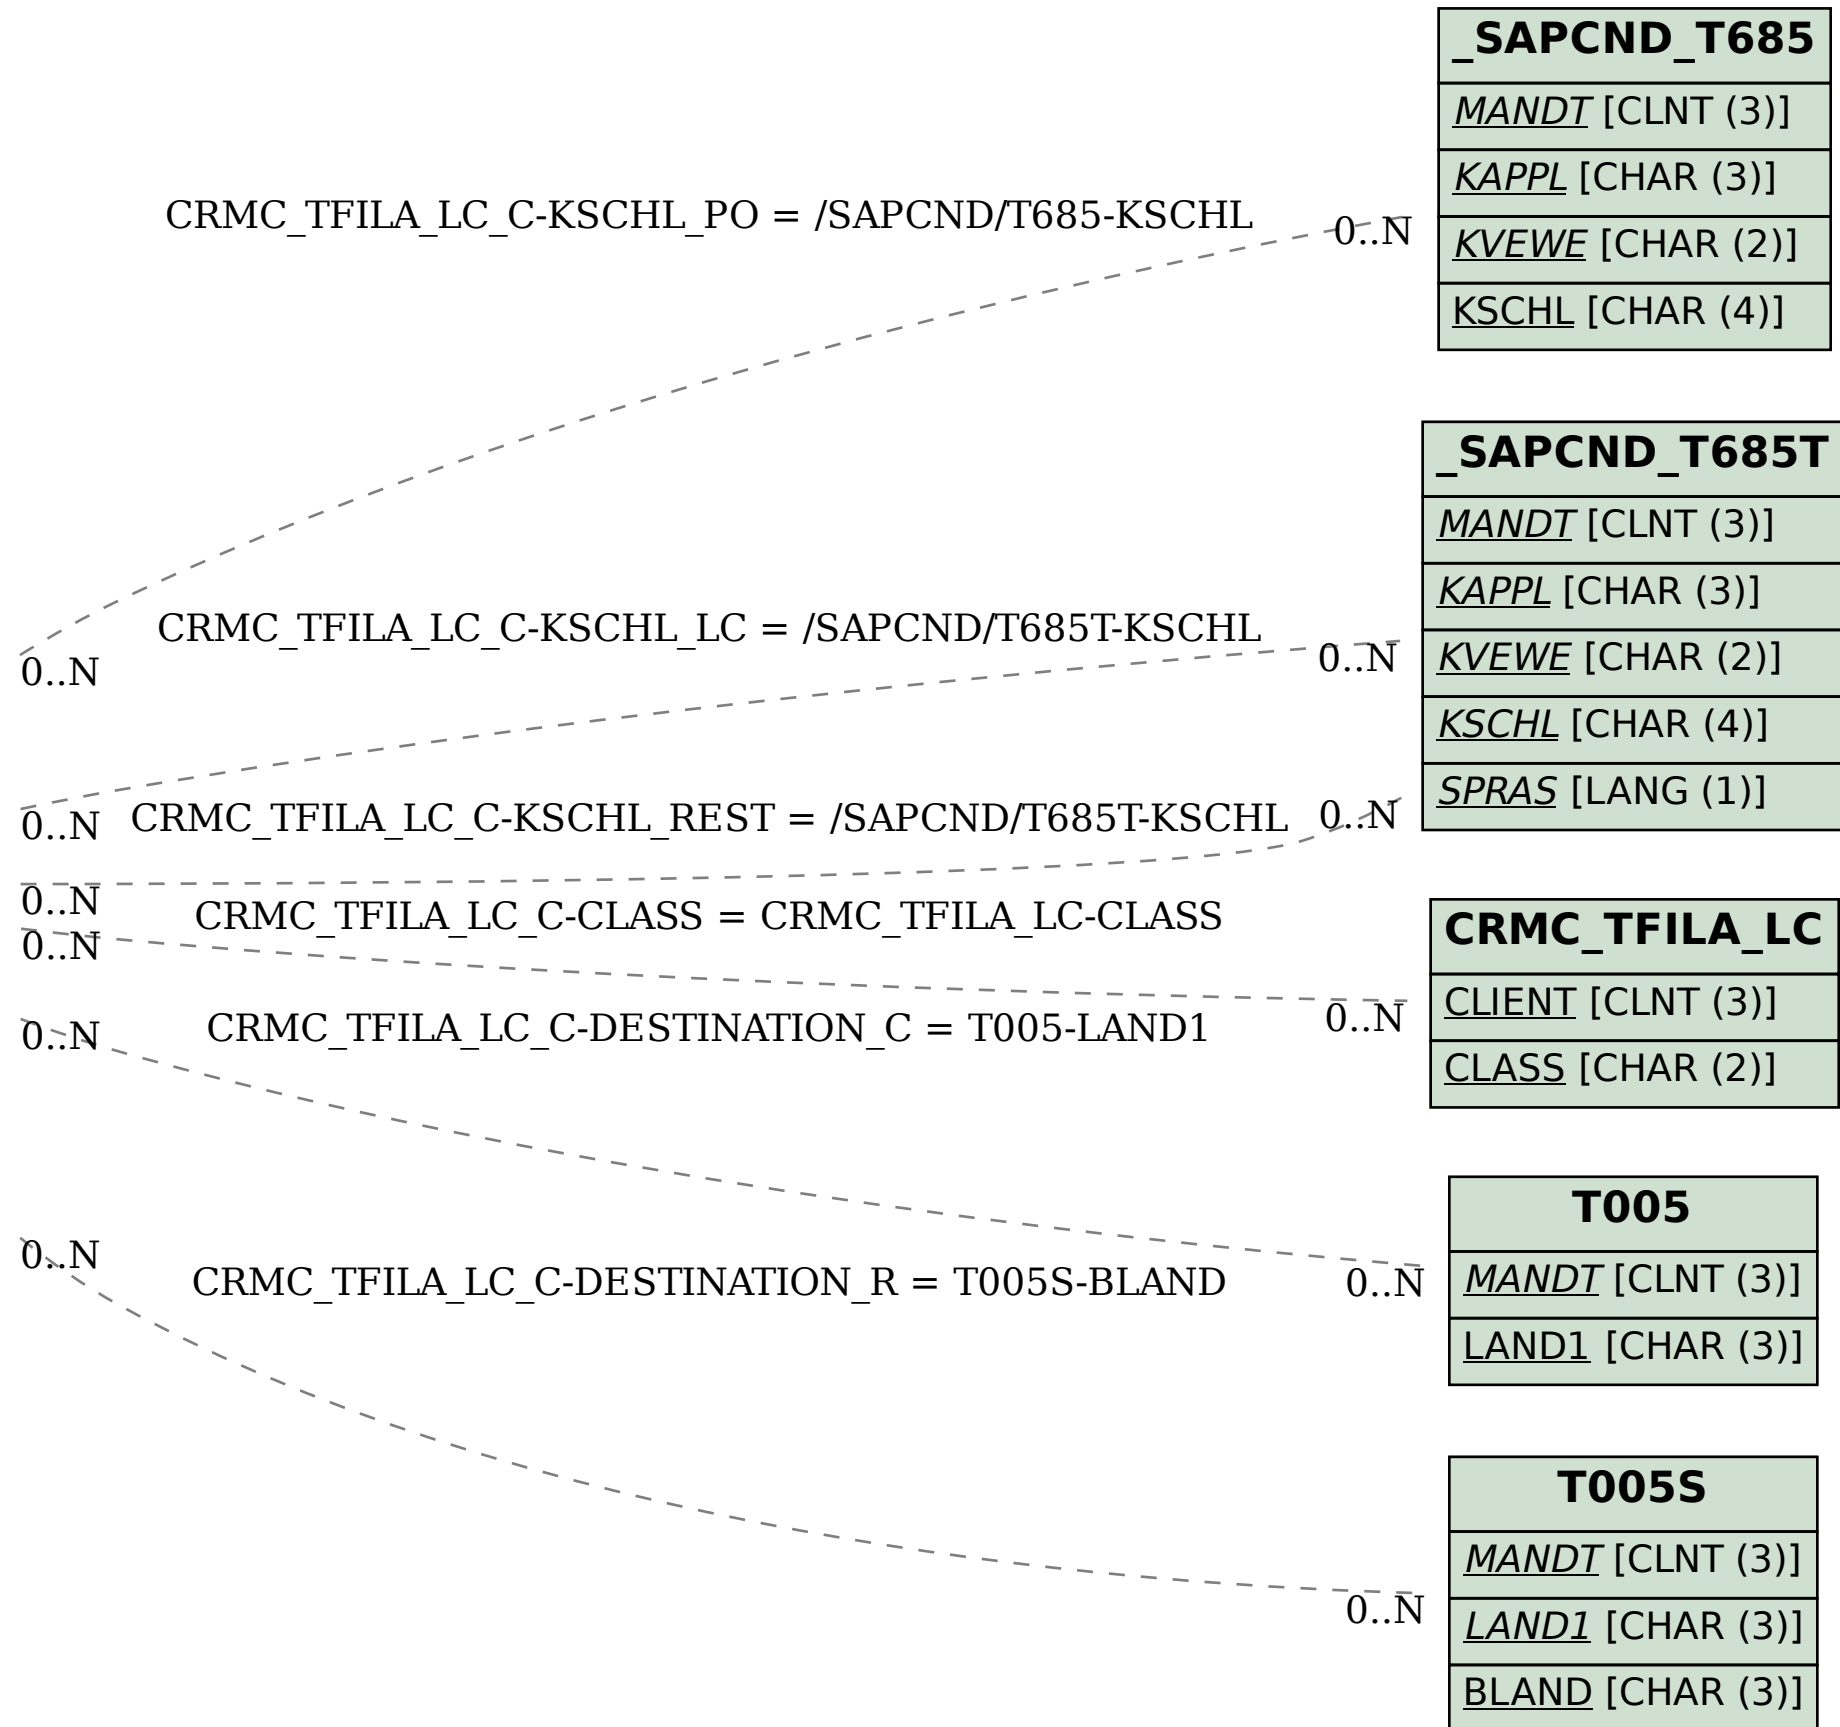 _SAPCND_T685
MANDT [CLNT (3)]
KAPPL [CHAR (3)]
KVEWE [CHAR (2)]
KSCHL [CHAR (4)]
CRMC_TFILA_LC_C-KSCHL_PO = /SAPCND/T685-KSCHL
0..N
0..N
_SAPCND_T685T
MANDT [CLNT (3)]
KAPPL [CHAR (3)]
KVEWE [CHAR (2)]
KSCHL [CHAR (4)]
SPRAS [LANG (1)]
CRMC_TFILA_LC_C-KSCHL_LC = /SAPCND/T685T-KSCHL
0..N
0..N
CRMC_TFILA_LC_C-KSCHL_REST = /SAPCND/T685T-KSCHL
0..N
0..N
CRMC_TFILA_LC_C-CLASS = CRMC_TFILA_LC-CLASS
0..N
0..N
CRMC_TFILA_LC
CLIENT [CLNT (3)]
CLASS [CHAR (2)]
CRMC_TFILA_LC_C-DESTINATION_C = T005-LAND1
0..N
0..N
T005
MANDT [CLNT (3)]
LAND1 [CHAR (3)]
CRMC_TFILA_LC_C-DESTINATION_R = T005S-BLAND
0..N
0..N
T005S
MANDT [CLNT (3)]
LAND1 [CHAR (3)]
BLAND [CHAR (3)]